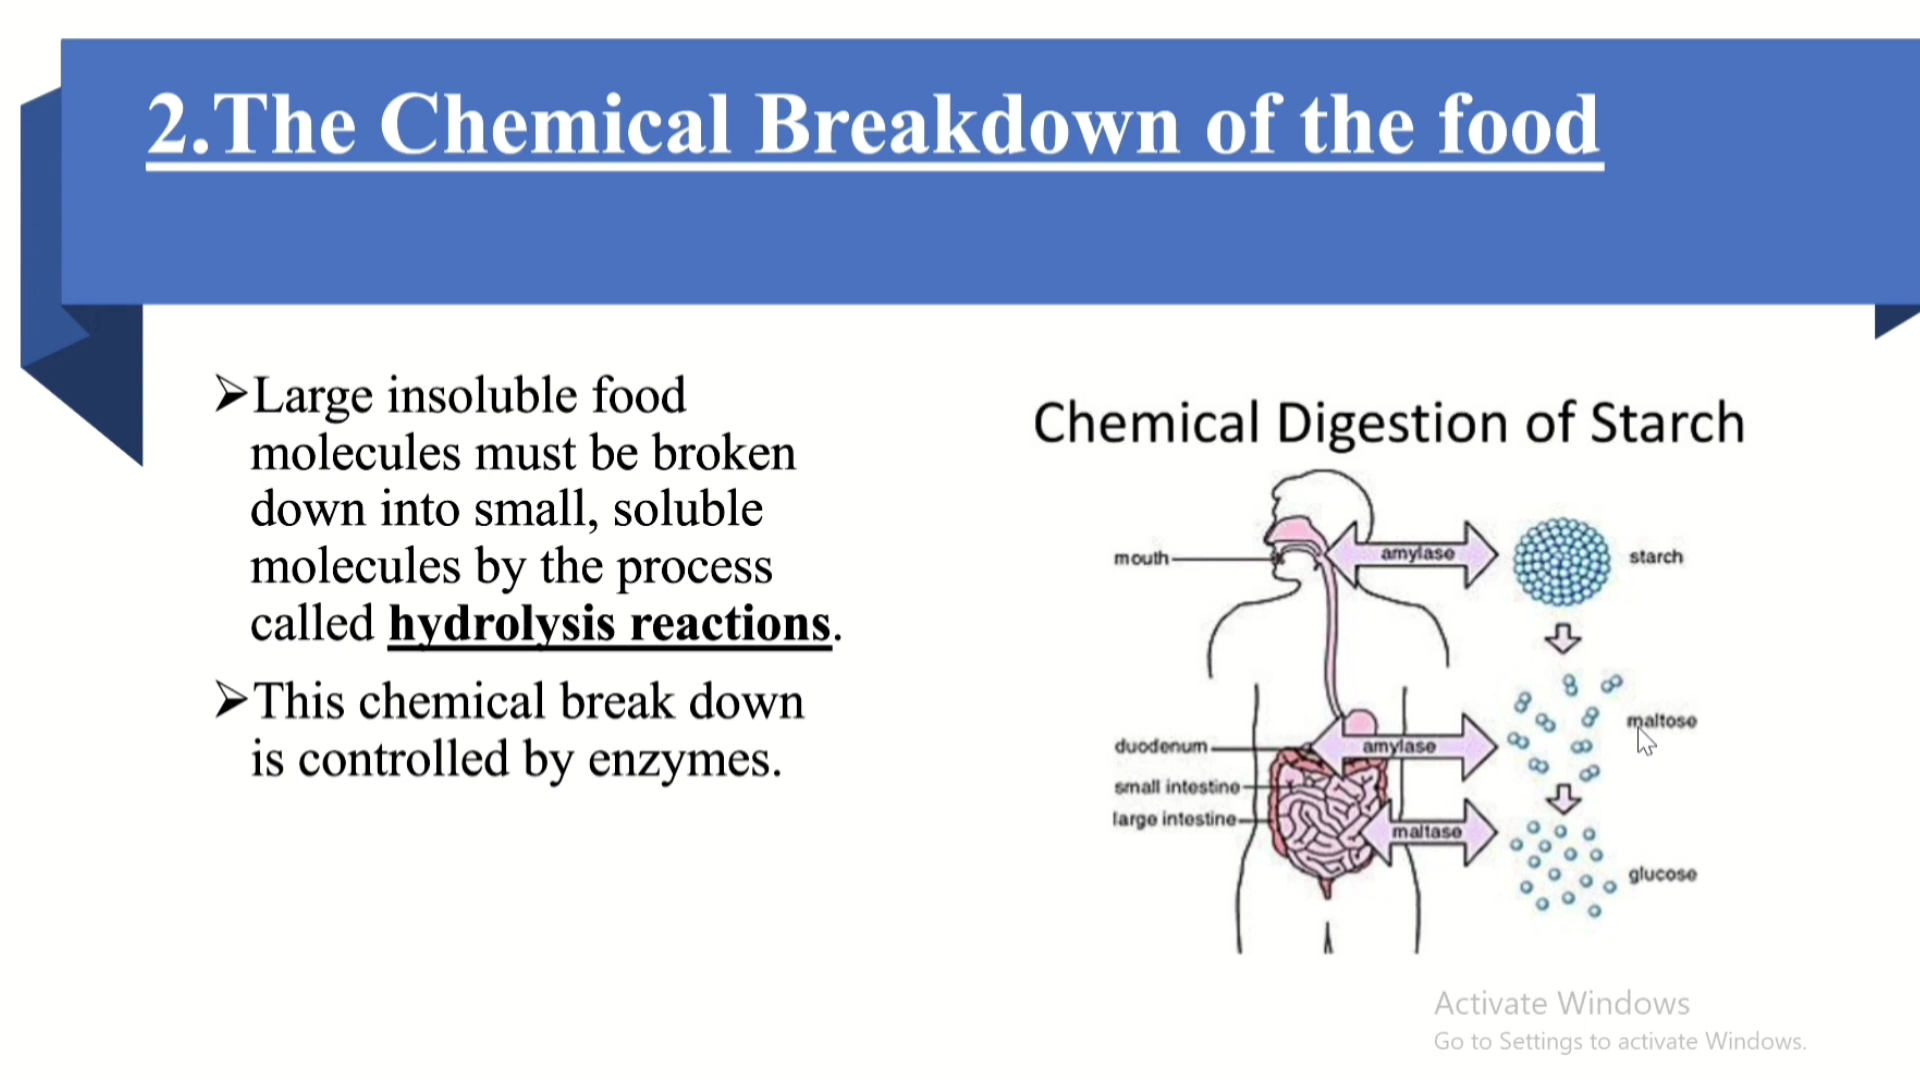 2.The Chemical Breakdown of the food
➢Large insoluble food
molecules must be broken
down into small, soluble
molecules by the process
called hydrolysis reactions.
➢This chemical break down
is controlled by enzymes.
Chemical Digestion of Starch
mouth
amylase
starch
maltose
duodenum
amylase
small intestine
large intestine
maltase
glucose
Activate Windows
Go to Settings to activate Windows.